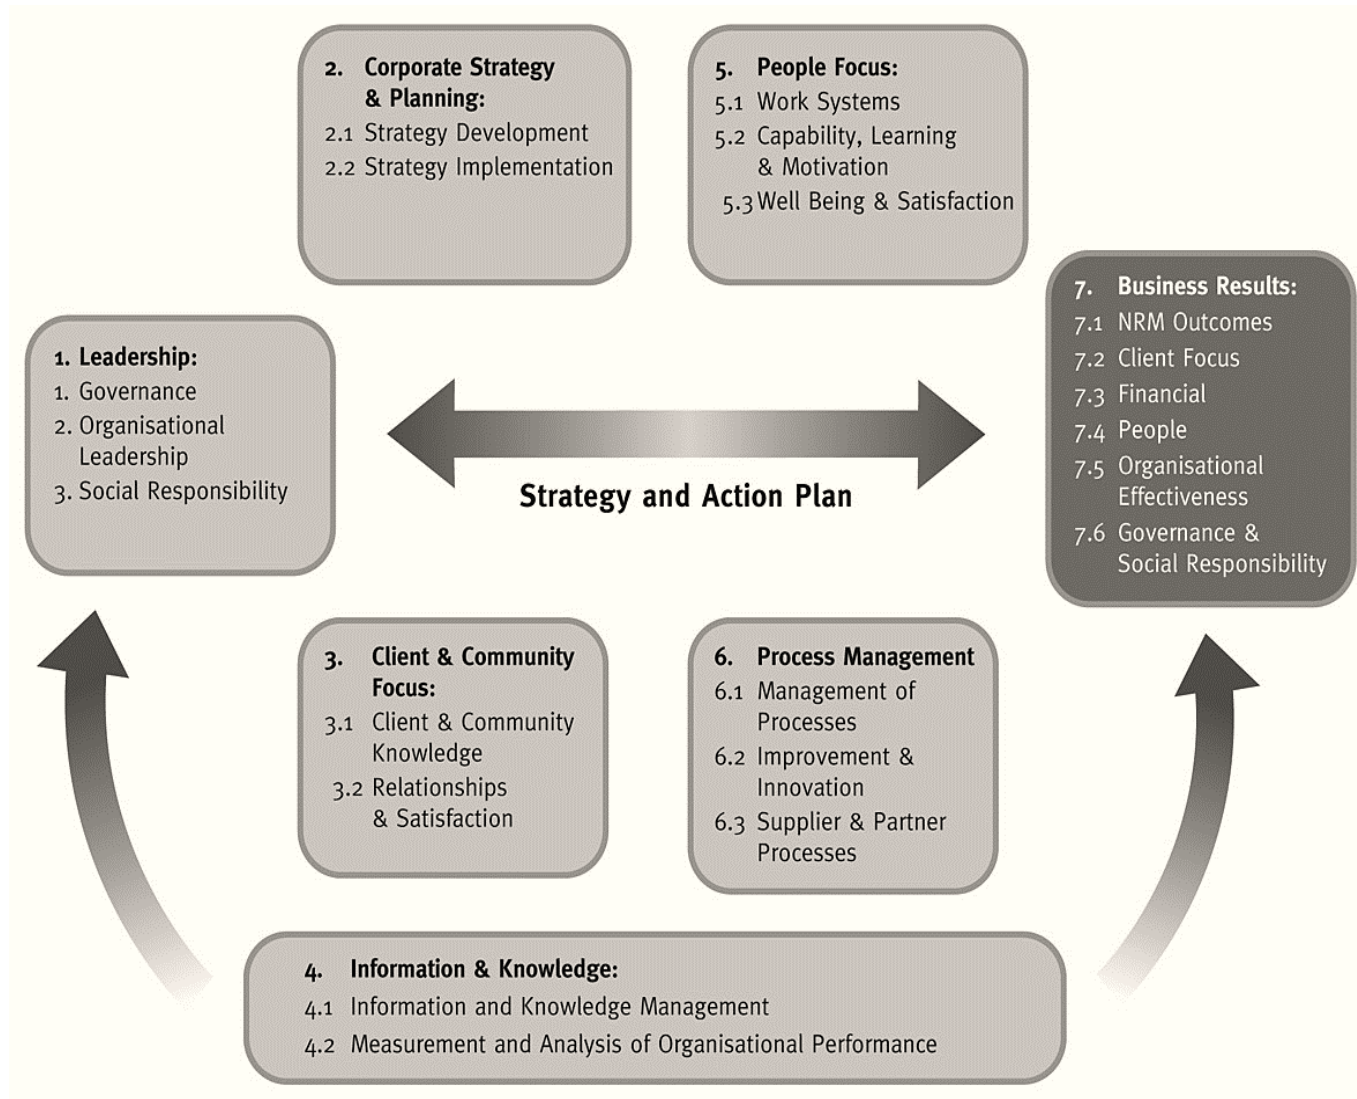 2. Corporate Strategy
& Planning:
2.1 Strategy Development
2.2 Strategy Implementation
5. People Focus:
5.1 Work Systems
5.2 Capability, Learning
& Motivation
5.3 Well Being & Satisfaction
1. Leadership:
1. Governance
2. Organisational
Leadership
3. Social Responsibility
Strategy and Action Plan
7. Business Results:
7.1 NRM Outcomes
7.2 Client Focus
7.3 Financial
7.4 People
7.5 Organisational
Effectiveness
7.6 Governance &
Social Responsibility
3. Client & Community
Focus:
3.1 Client & Community
Knowledge
3.2 Relationships
& Satisfaction
6. Process Management
6.1 Management of
Processes
6.2 Improvement &
Innovation
6.3 Supplier & Partner
Processes
4. Information & Knowledge:
4.1 Information and Knowledge Management
4.2 Measurement and Analysis of Organisational Performance